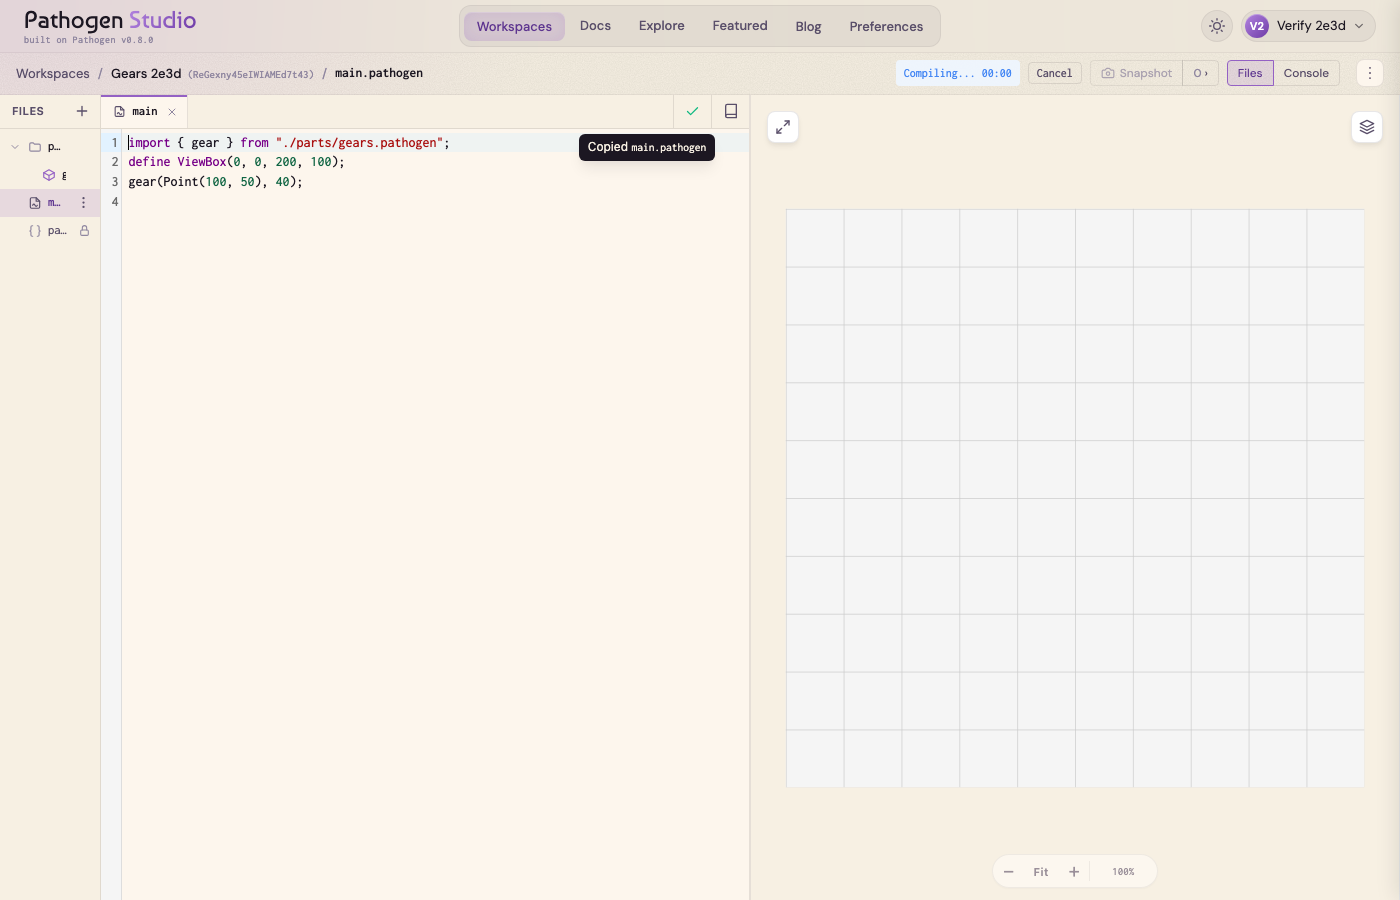 Pathogen Studio
built on Pathogen v0.8.0
Workspaces
Docs
Explore
Featured
Blog
Preferences
V2
Verify 2e3d
Workspaces / Gears 2e3d (ReGexny45eIWIAMEd7t43) / main.pathogen
Compiling... 00:00
Cancel
Snapshot
0 ›
Files
Console
FILES
main
p…
m…
{ } pa…
1 import { gear } from "./parts/gears.pathogen";
2 define ViewBox(0, 0, 200, 100);
3 gear(Point(100, 50), 40);
4
Copied main.pathogen
Fit
100%